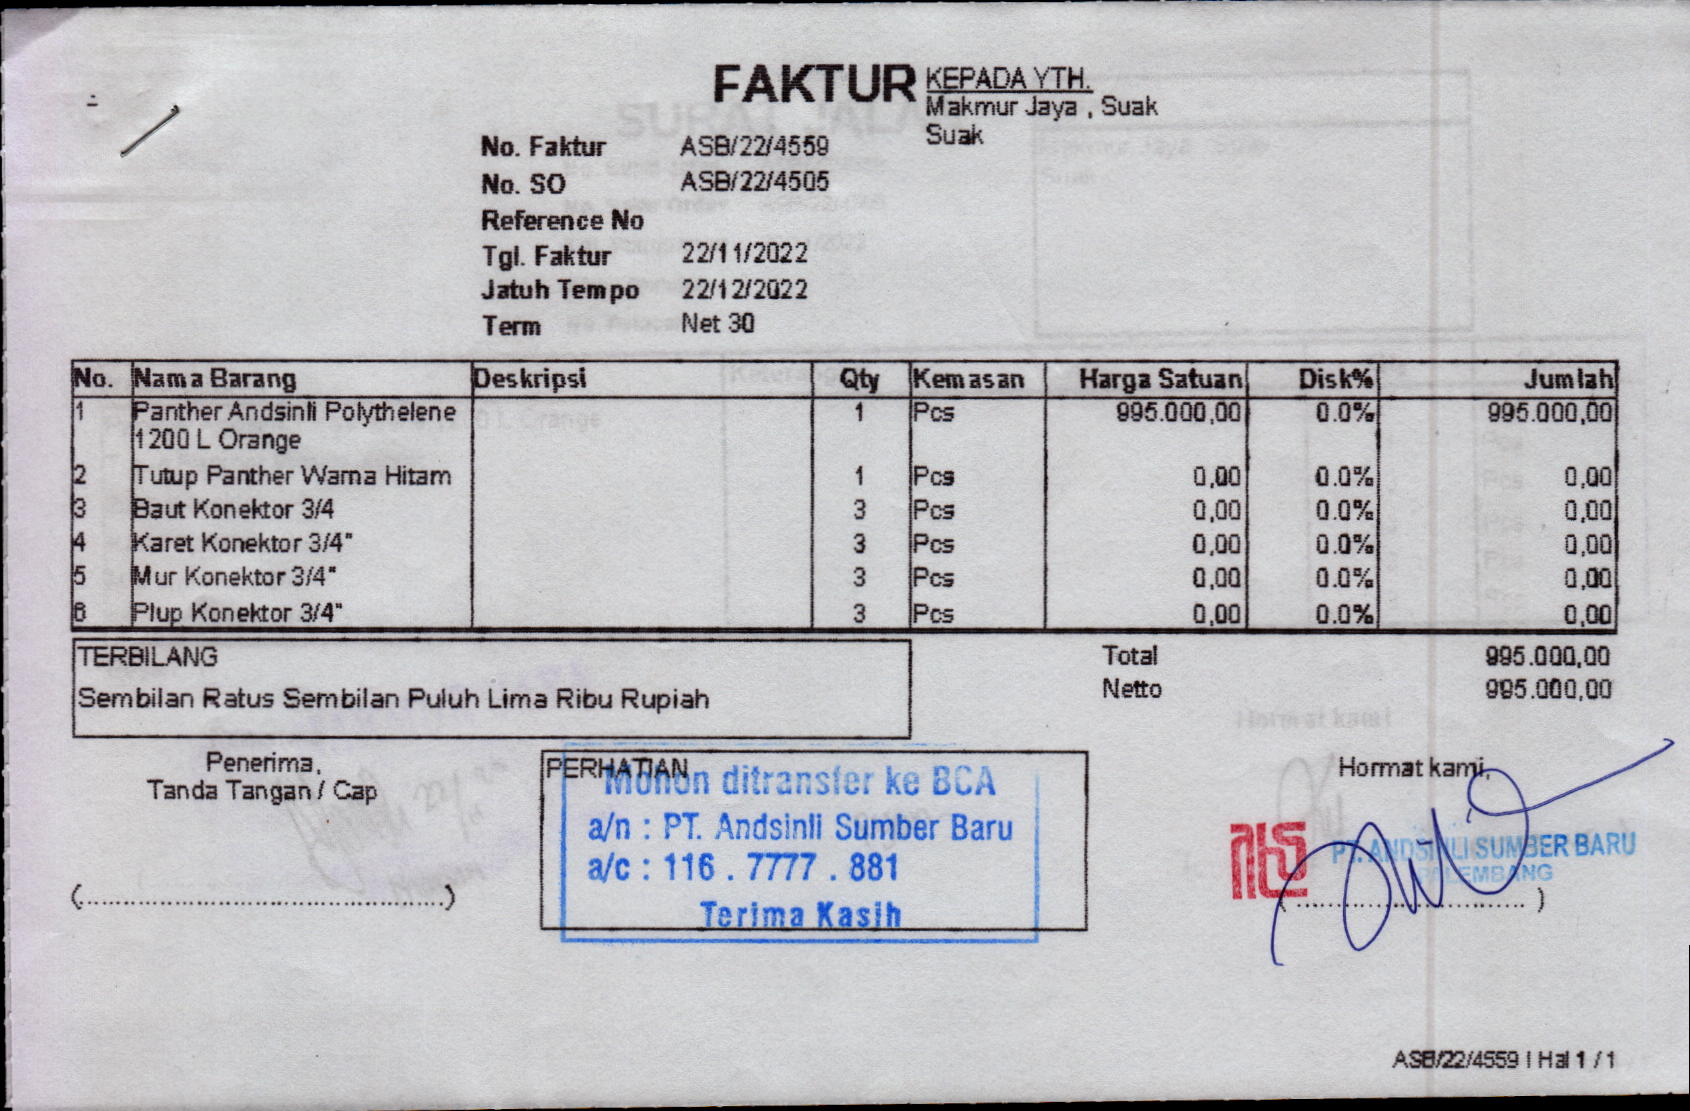 FAKTUR
KEPADA YTH.
Makmur Jaya , Suak
Suak
No. Faktur ASB/22/4559
No. SO ASB/22/4505
Reference No
Tgl. Faktur 22/11/2022
Jatuh Tempo 22/12/2022
Term Net 30
No. Nama Barang Deskripsi Qty Kemasan Harga Satuan Disk% Jumlah
1 Panther Andsinli Polythelene 1 Pcs 995.000,00 0.0% 995.000,00
1200 L Orange
2 Tutup Panther Warna Hitam 1 Pcs 0,00 0.0% 0,00
3 Baut Konektor 3/4 3 Pcs 0,00 0.0% 0,00
4 Karet Konektor 3/4" 3 Pcs 0,00 0.0% 0,00
5 Mur Konektor 3/4" 3 Pcs 0,00 0.0% 0,00
6 Plup Konektor 3/4" 3 Pcs 0,00 0.0% 0,00
TERBILANG
Sembilan Ratus Sembilan Puluh Lima Ribu Rupiah
Total 995.000,00
Netto 995.000,00
Penerima,
Tanda Tangan / Cap
(..............................................)
PERHATIAN
Mohon ditransfer ke BCA
a/n : PT. Andsinli Sumber Baru
a/c : 116 . 7777 . 881
Terima Kasih
Hormat kami,
PT. ANDSINLI SUMBER BARU
PALEMBANG
(..............................)
ASB/22/4559 | Hal 1 / 1